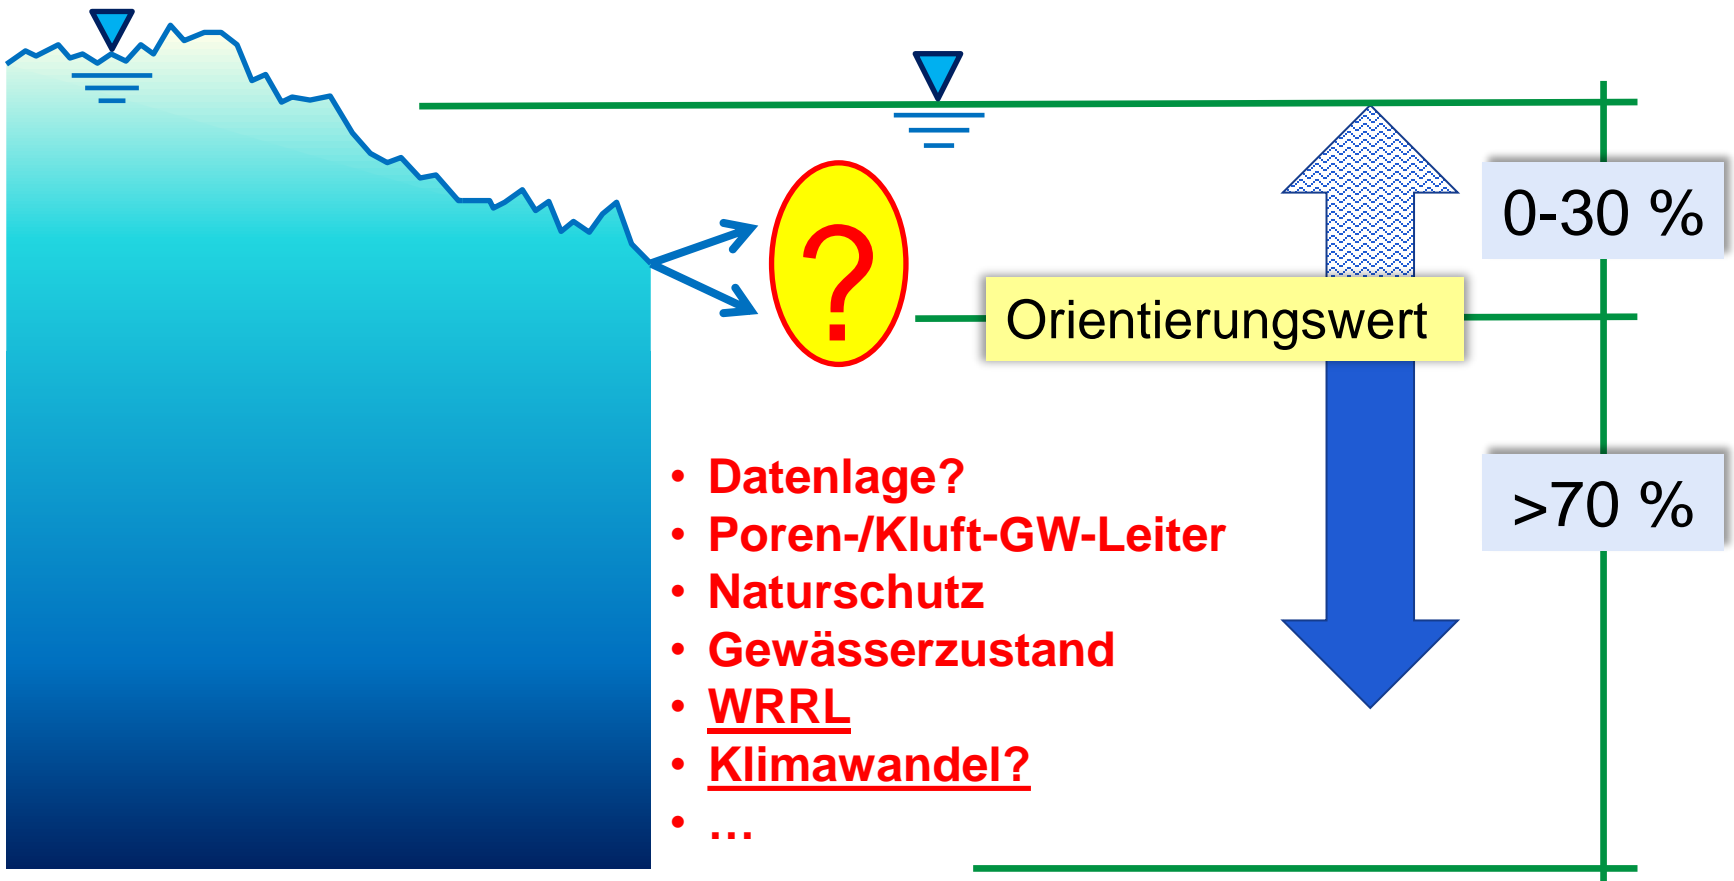 0-30 %
?
Orientierungswert
• Datenlage?
>70 %
• Poren-/Kluft-GW-Leiter
• Naturschutz
• Gewässerzustand
• WRRL
• Klimawandel?
• …